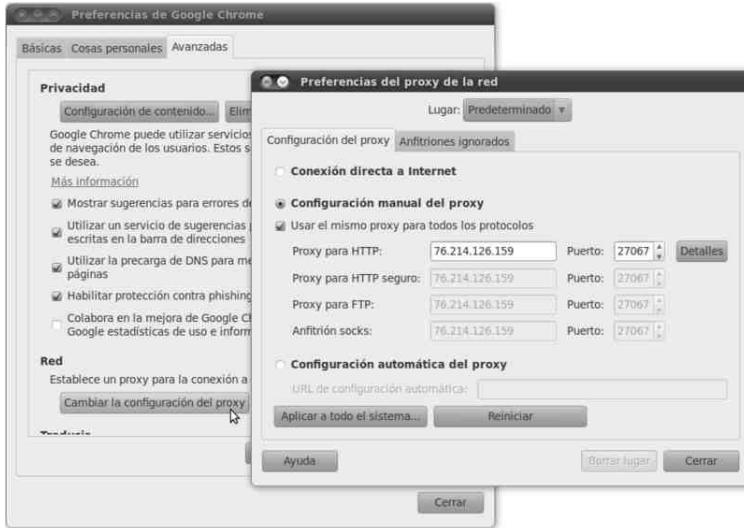 Preferencias de Google Chrome
Básicas Cosas personales Avanzadas
Privacidad
Configuración de contenido...
Google Chrome puede utilizar servicios
de navegación de los usuarios. Estos
se desea.
Más información
Mostrar sugerencias para errores
Utilizar un servicio de sugerencias
escritas en la barra de direcciones
Utilizar la precarga de DNS para
páginas
Habilitar protección contra phishing
Colabora en la mejora de Google
Google estadísticas de uso e
Red
Establece un proxy para la conexión a
Cambiar la configuración del proxy
Cerrar
Preferencias del proxy de la red
Lugar: Predeterminado
Configuración del proxy Anfitriones ignorados
Conexión directa a Internet
Configuración manual del proxy
Usar el mismo proxy para todos los protocolos
Proxy para HTTP: 76.214.126.159 Puerto: 27067 Detalles
Proxy para HTTP seguro: 76.214.126.159 Puerto: 27067
Proxy para FTP: 76.214.126.159 Puerto: 27067
Anfitrión socks: 76.214.126.159 Puerto: 27067
Configuración automática del proxy
URL de configuración automática:
Aplicar a todo el sistema... Reiniciar
Ayuda Borrar lugar Cerrar